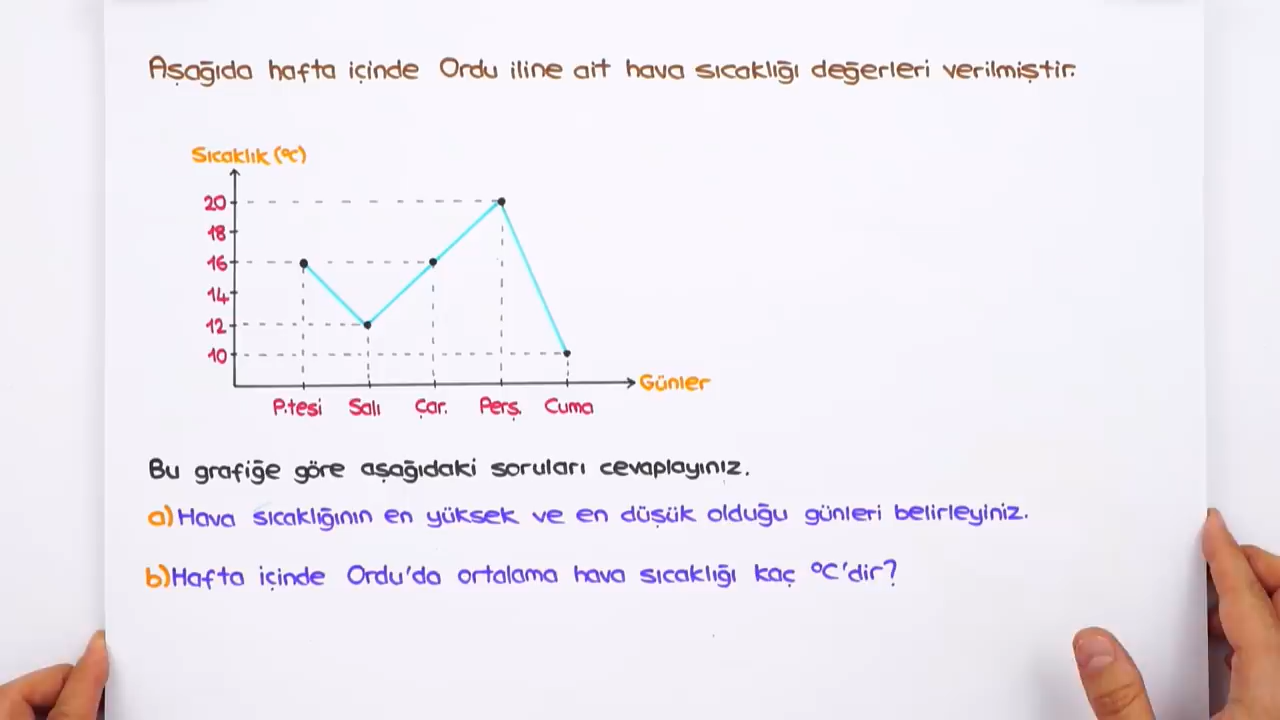 Aşağıda hafta içinde Ordu iline ait hava sıcaklığı değerleri verilmiştir.
Sıcaklık (°C)
20
18
16
14
12
10
Günler
P.tesi Salı Çar. Perş. Cuma
Bu grafiğe göre aşağıdaki soruları cevaplayınız.
a) Hava sıcaklığının en yüksek ve en düşük olduğu günleri belirleyiniz.
b) Hafta içinde Ordu'da ortalama hava sıcaklığı kaç °C'dir?